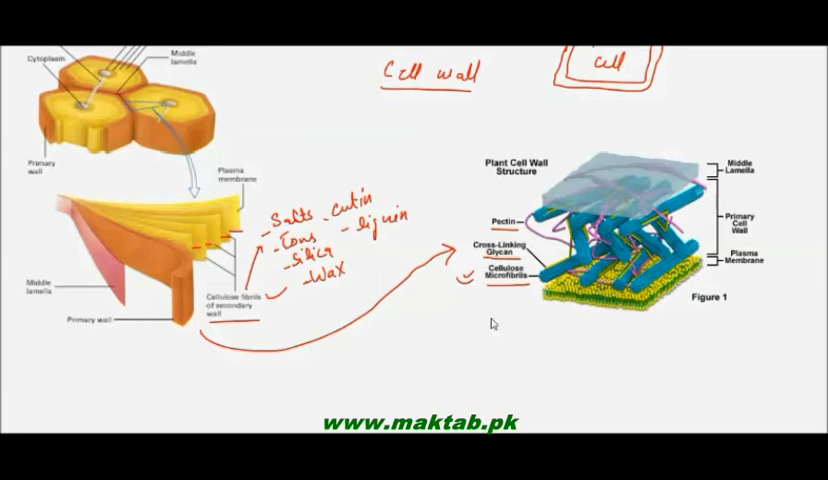 Cytoplasm
Middle
lamella
Cell wall
cell
Primary
wall
Plasma
membrane
- Salts - cutin
- Ions - lignin
- Silica
- Wax
Middle
lamella
Cellulose fibrils
of secondary
wall
Primary wall
Plant Cell Wall
Structure
Middle
Lamella
Pectin
Primary
Cell
Wall
Cross-Linking
Glycan
Plasma
Membrane
Cellulose
Microfibrils
Figure 1
www.maktab.pk